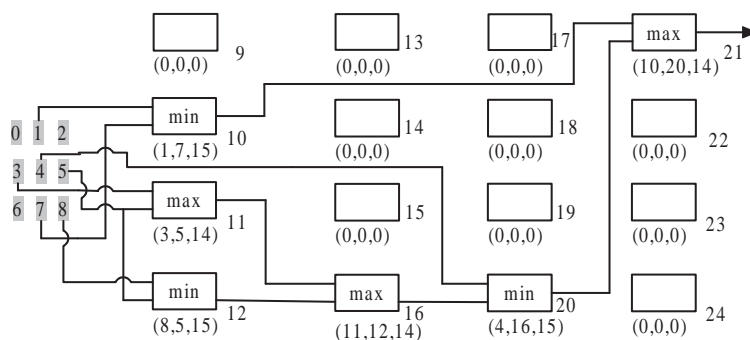 max
9 13 17 21
(0,0,0) (0,0,0) (0,0,0) (10,20,14)
min
0 1 2 10 14 18 22
(1,7,15) (0,0,0) (0,0,0) (0,0,0)
3 4 5
max
6 7 8 11 15 19 23
(3,5,14) (0,0,0) (0,0,0) (0,0,0)
min max min
12 16 20 24
(8,5,15) (11,12,14) (4,16,15) (0,0,0)